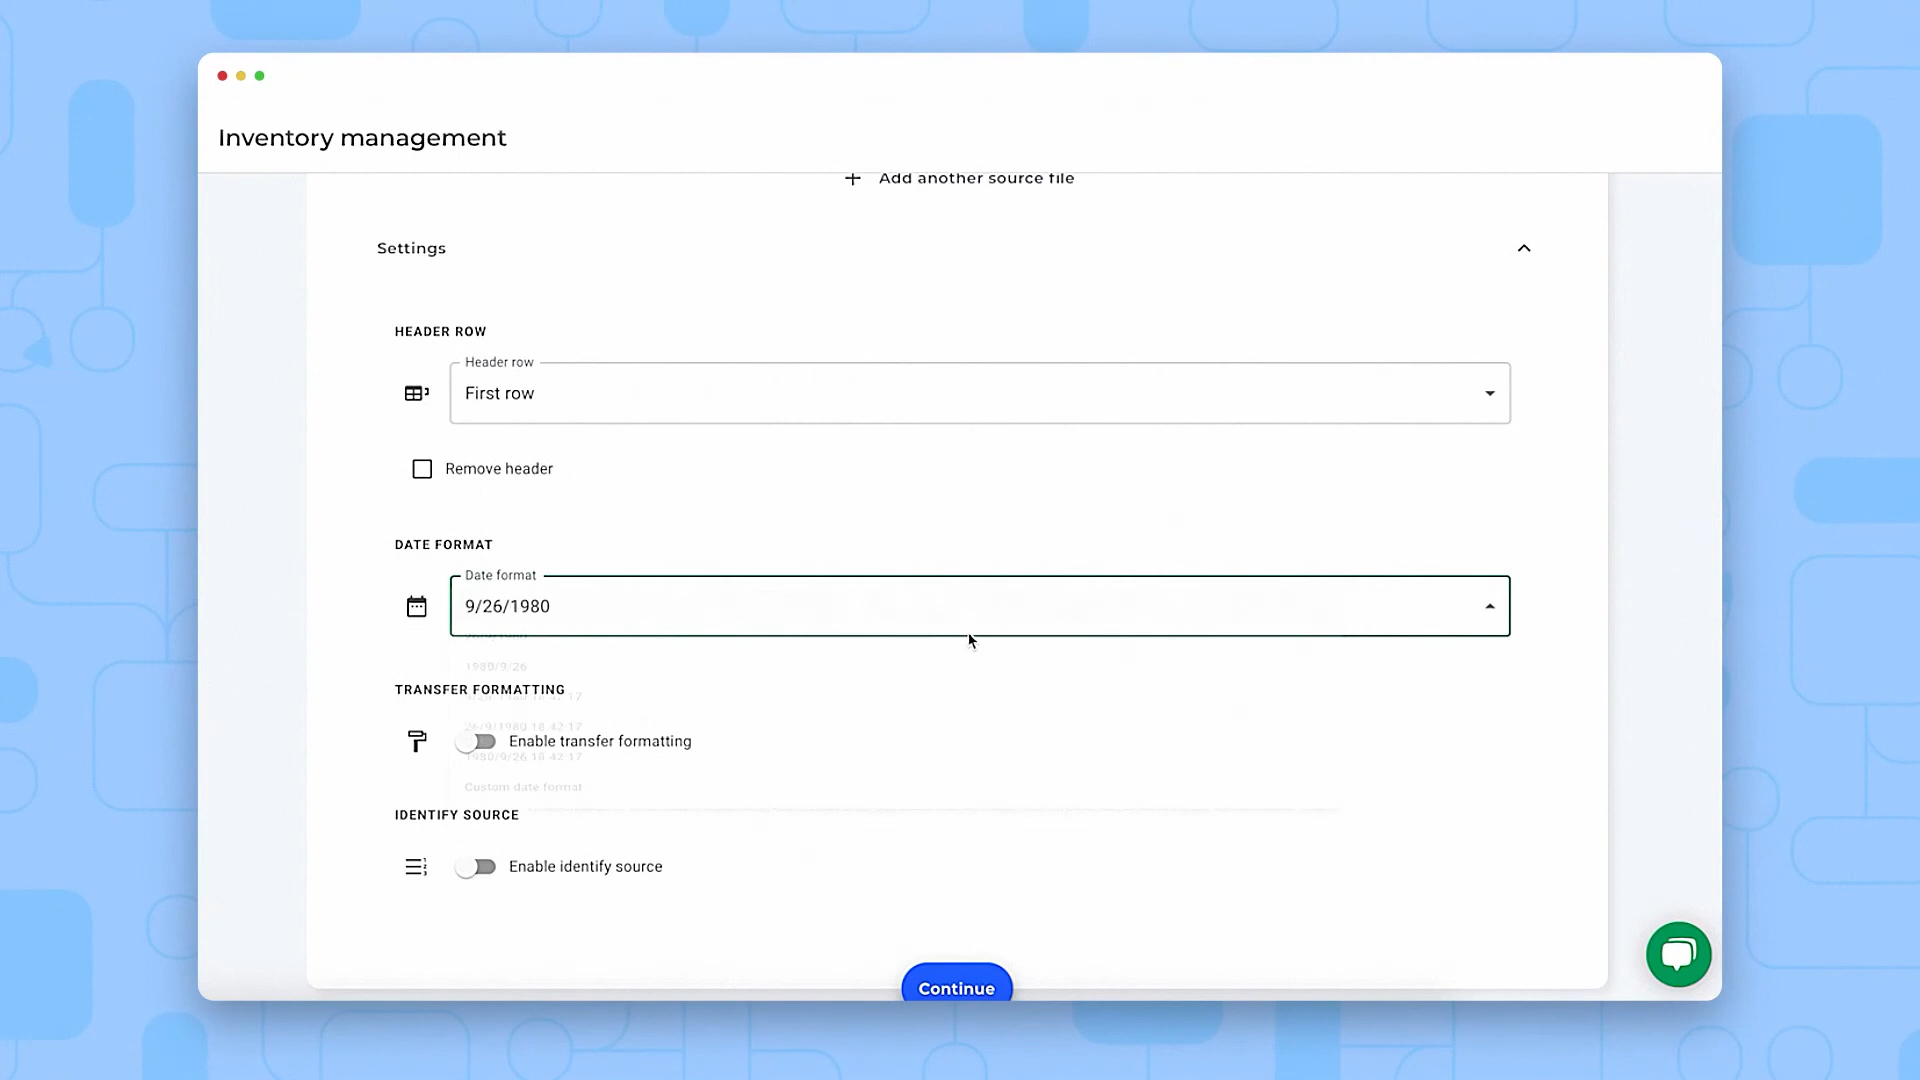 Inventory management
Add another source file
Settings
HEADER ROW
Header row
First row
Remove header
DATE FORMAT
Date format
9/26/1980
1980/9/26
TRANSFER FORMATTING
26/9/1980 18:42:17
Enable transfer formatting
1980/9/26 18:42:17
Custom date format
IDENTIFY SOURCE
Enable identify source
Continue